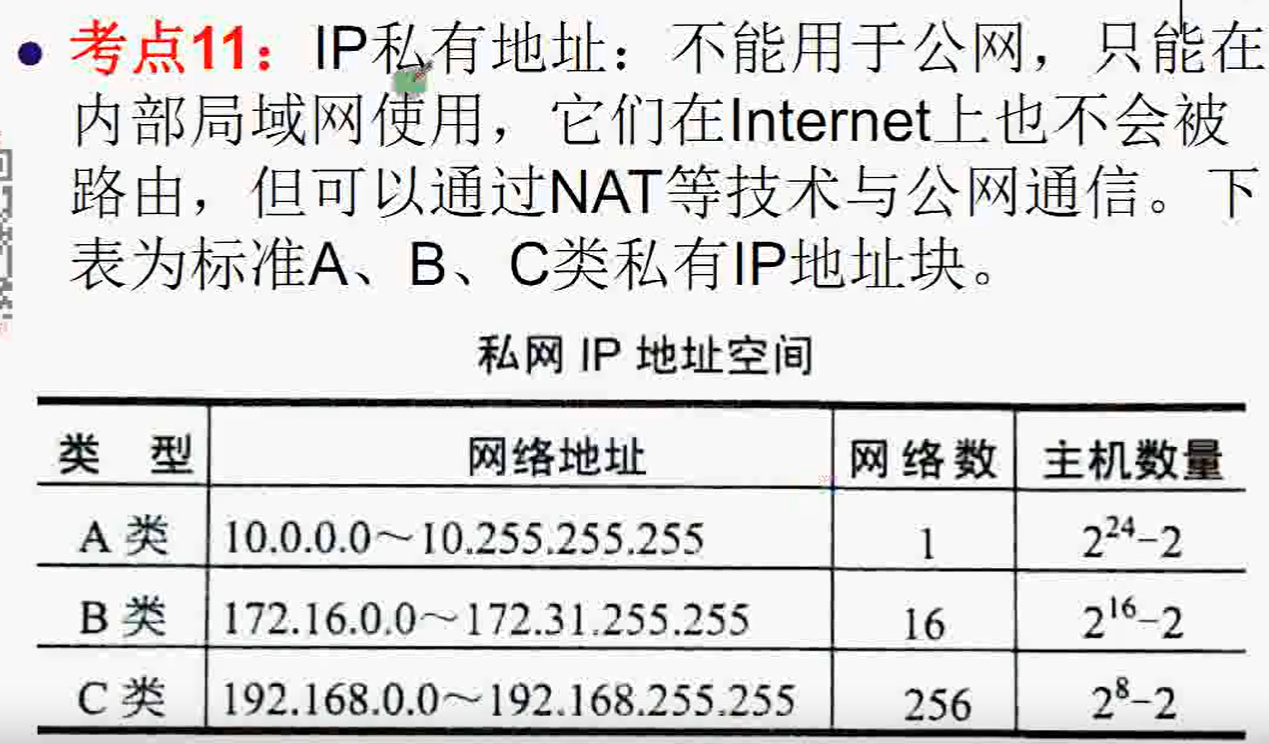 考点11：IP私有地址：不能用于公网，只能在
内部局域网使用，它们在Internet上也不会被
路由，但可以通过NAT等技术与公网通信。下
表为标准A、B、C类私有IP地址块。
私网 IP 地址空间
类 型 网络地址 网络数 主机数量
A 类 10.0.0.0～10.255.255.255 1 2²⁴-2
B 类 172.16.0.0～172.31.255.255 16 2¹⁶-2
C 类 192.168.0.0～192.168.255.255 256 2⁸-2